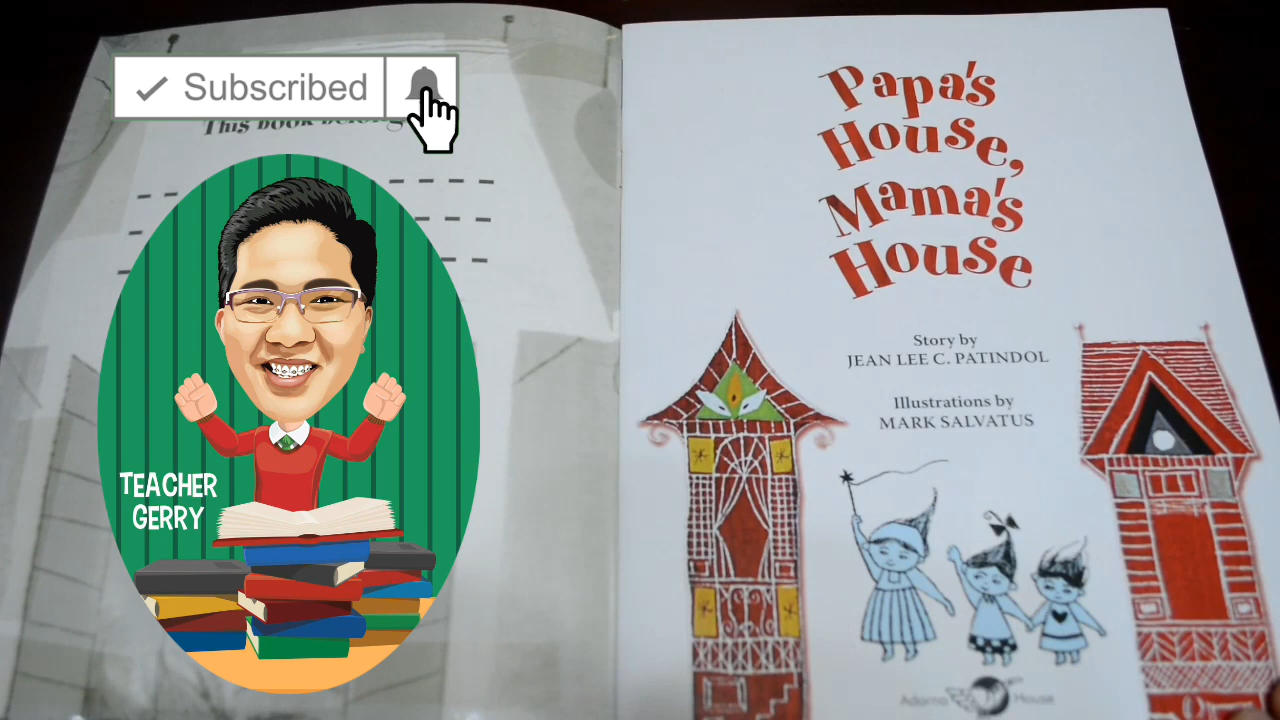 Subscribed
This book belong
TEACHER
GERRY
Papa's
House,
Mama's
House
Story by
JEAN LEE C. PATINDOL
Illustrations by
MARK SALVATUS
Adarna House